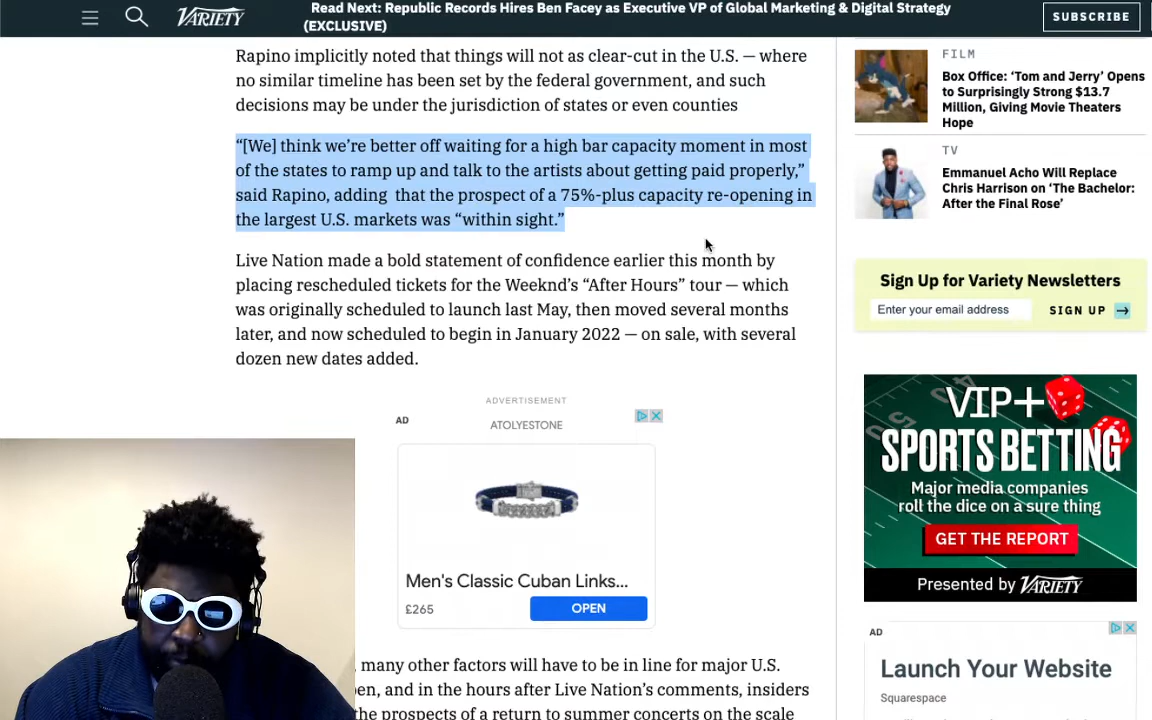 Read Next: Republic Records Hires Ben Facey as Executive VP of Global Marketing & Digital Strategy
(EXCLUSIVE)
VARIETY
SUBSCRIBE
Rapino implicitly noted that things will not as clear-cut in the U.S. — where
no similar timeline has been set by the federal government, and such
decisions may be under the jurisdiction of states or even counties
“[We] think we’re better off waiting for a high bar capacity moment in most
of the states to ramp up and talk to the artists about getting paid properly,”
said Rapino, adding  that the prospect of a 75%-plus capacity re-opening in
the largest U.S. markets was “within sight.”
Live Nation made a bold statement of confidence earlier this month by
placing rescheduled tickets for the Weeknd’s “After Hours” tour — which
was originally scheduled to launch last May, then moved several months
later, and now scheduled to begin in January 2022 — on sale, with several
dozen new dates added.
ADVERTISEMENT
AD
ATOLYESTONE
Men's Classic Cuban Links...
£265
OPEN
, many other factors will have to be in line for major U.S.
en, and in the hours after Live Nation’s comments, insiders
the prospects of a return to summer concerts on the scale
FILM
Box Office: ‘Tom and Jerry’ Opens
to Surprisingly Strong $13.7
Million, Giving Movie Theaters
Hope
TV
Emmanuel Acho Will Replace
Chris Harrison on ‘The Bachelor:
After the Final Rose’
Sign Up for Variety Newsletters
Enter your email address
SIGN UP
VIP+
SPORTS BETTING
Major media companies
roll the dice on a sure thing
GET THE REPORT
Presented by VARIETY
AD
Launch Your Website
Squarespace